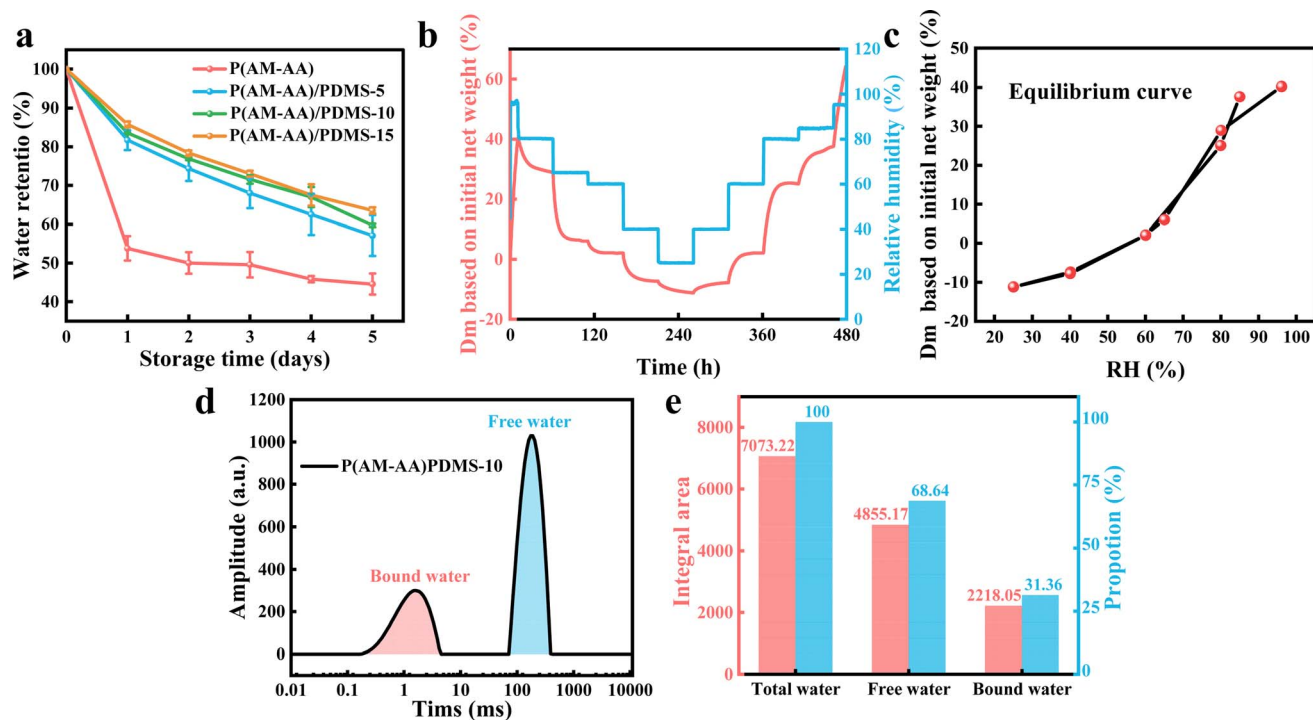 a
Water retentio (%)
100
90
80
70
60
50
40
P(AM-AA)
P(AM-AA)/PDMS-5
P(AM-AA)/PDMS-10
P(AM-AA)/PDMS-15
0 1 2 3 4 5
Storage time (days)
b
Dm based on initial net weight (%)
60
40
20
0
-20
0 120 240 360 480
Time (h)
120
100
80
60
40
20
0
Relative humidity (%)
c
Dm based on initial net weight (%)
50
40
30
20
10
0
-10
-20
Equilibrium curve
20 30 40 50 60 70 80 90 100
RH (%)
d
Amplitude (a.u.)
1200
1000
800
600
400
200
0
Free water
P(AM-AA)PDMS-10
Bound water
0.01 0.1 1 10 100 1000 10000
Tims (ms)
e
Integral area
8000
6000
4000
2000
0
7073.22
100
4855.17
68.64
2218.05
31.36
Total water Free water Bound water
100
75
50
25
0
Propotion (%)